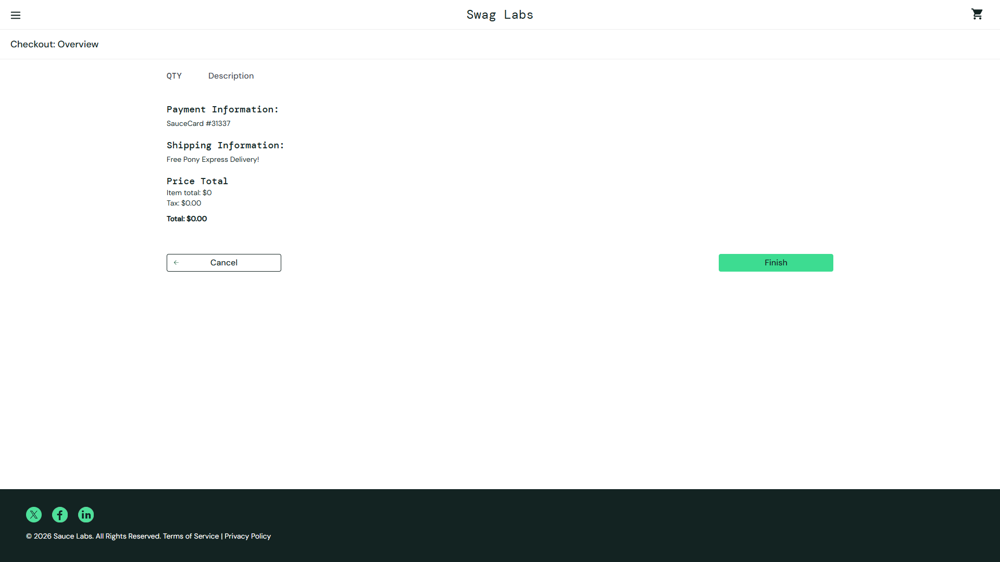 Swag Labs
Checkout: Overview
QTY Description
Payment Information:
SauceCard #31337
Shipping Information:
Free Pony Express Delivery!
Price Total
Item total: $0
Tax: $0.00
Total: $0.00
Cancel
Finish
© 2026 Sauce Labs. All Rights Reserved. Terms of Service | Privacy Policy